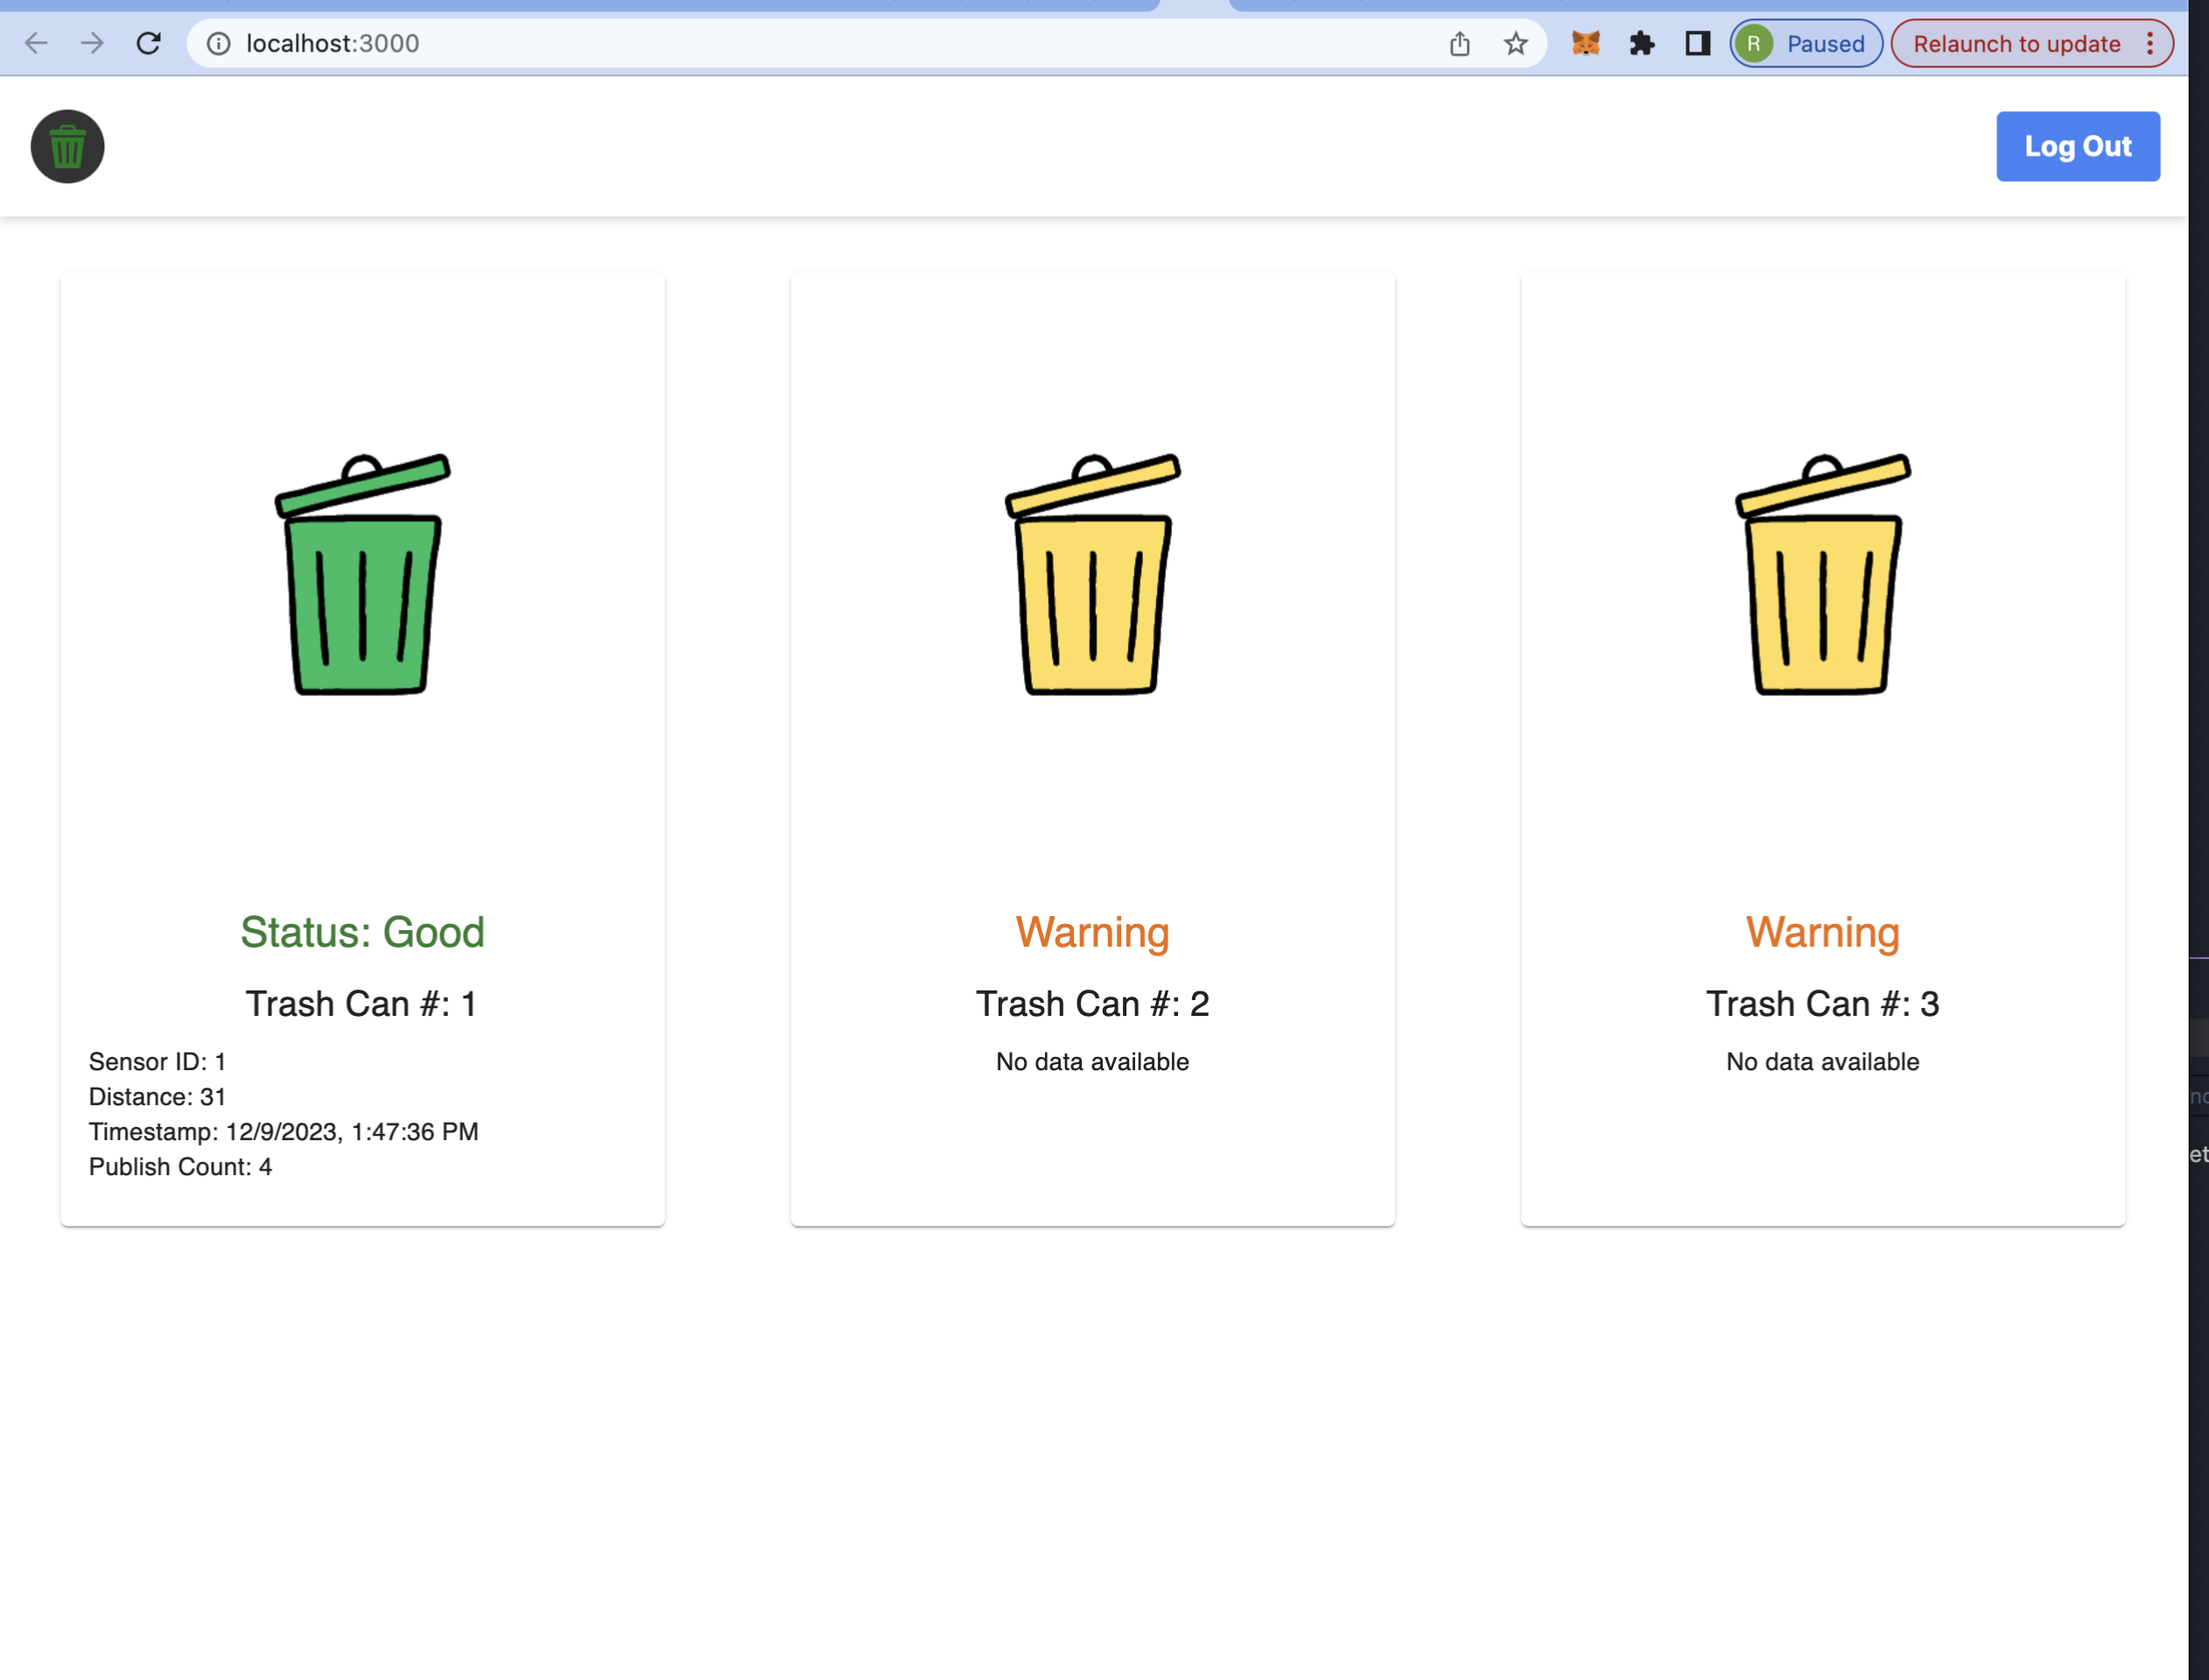 localhost:3000
R Paused
Relaunch to update
Log Out
Status: Good
Trash Can #: 1
Sensor ID: 1
Distance: 31
Timestamp: 12/9/2023, 1:47:36 PM
Publish Count: 4
Warning
Trash Can #: 2
No data available
Warning
Trash Can #: 3
No data available